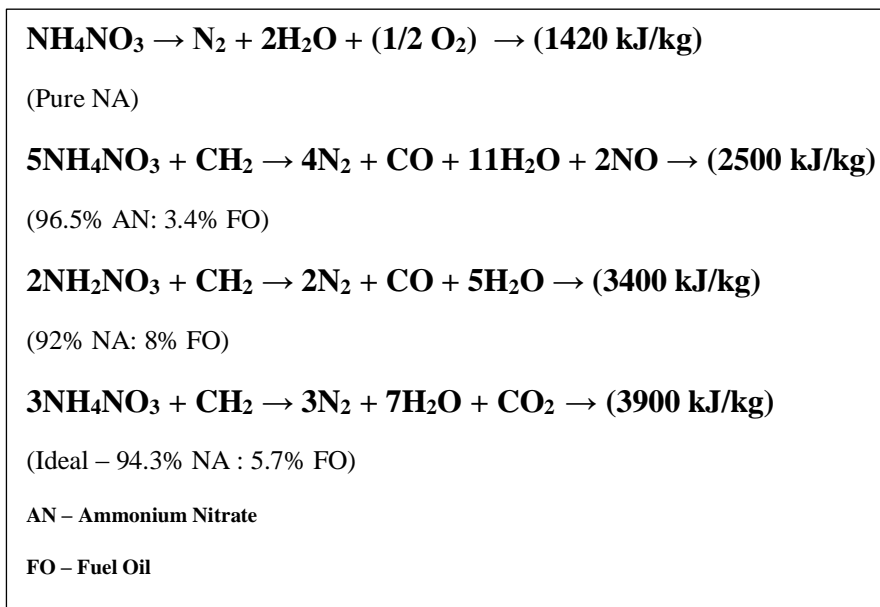 NH₄NO₃ → N₂ + 2H₂O + (1/2 O₂) → (1420 kJ/kg)
(Pure NA)
5NH₄NO₃ + CH₂ → 4N₂ + CO + 11H₂O + 2NO → (2500 kJ/kg)
(96.5% AN: 3.4% FO)
2NH₂NO₃ + CH₂ → 2N₂ + CO + 5H₂O → (3400 kJ/kg)
(92% NA: 8% FO)
3NH₄NO₃ + CH₂ → 3N₂ + 7H₂O + CO₂ → (3900 kJ/kg)
(Ideal – 94.3% NA : 5.7% FO)
AN – Ammonium Nitrate
FO – Fuel Oil